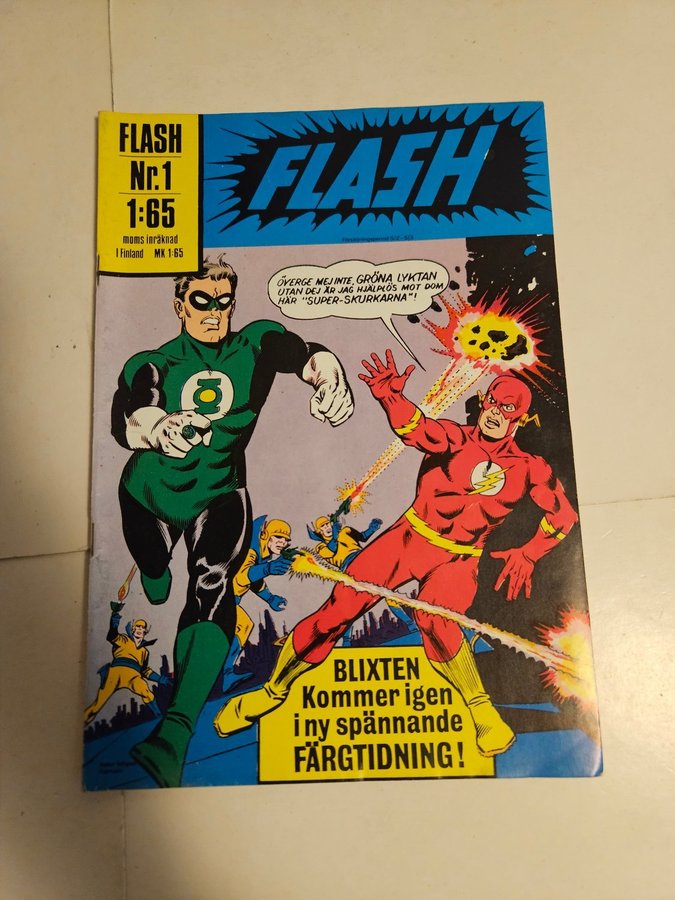 FLASH
Nr.1
1:65
moms inräknad
I Finland MK 1:65
FLASH
ÖVERGE MEJ INTE, GRÖNA LYKTAN
UTAN DEJ ÄR JAG HJÄLPLÖS MOT DOM
HÄR "SUPER-SKURKARNA"!
BLIXTEN
Kommer igen
i ny spännande
FÄRGTIDNING!